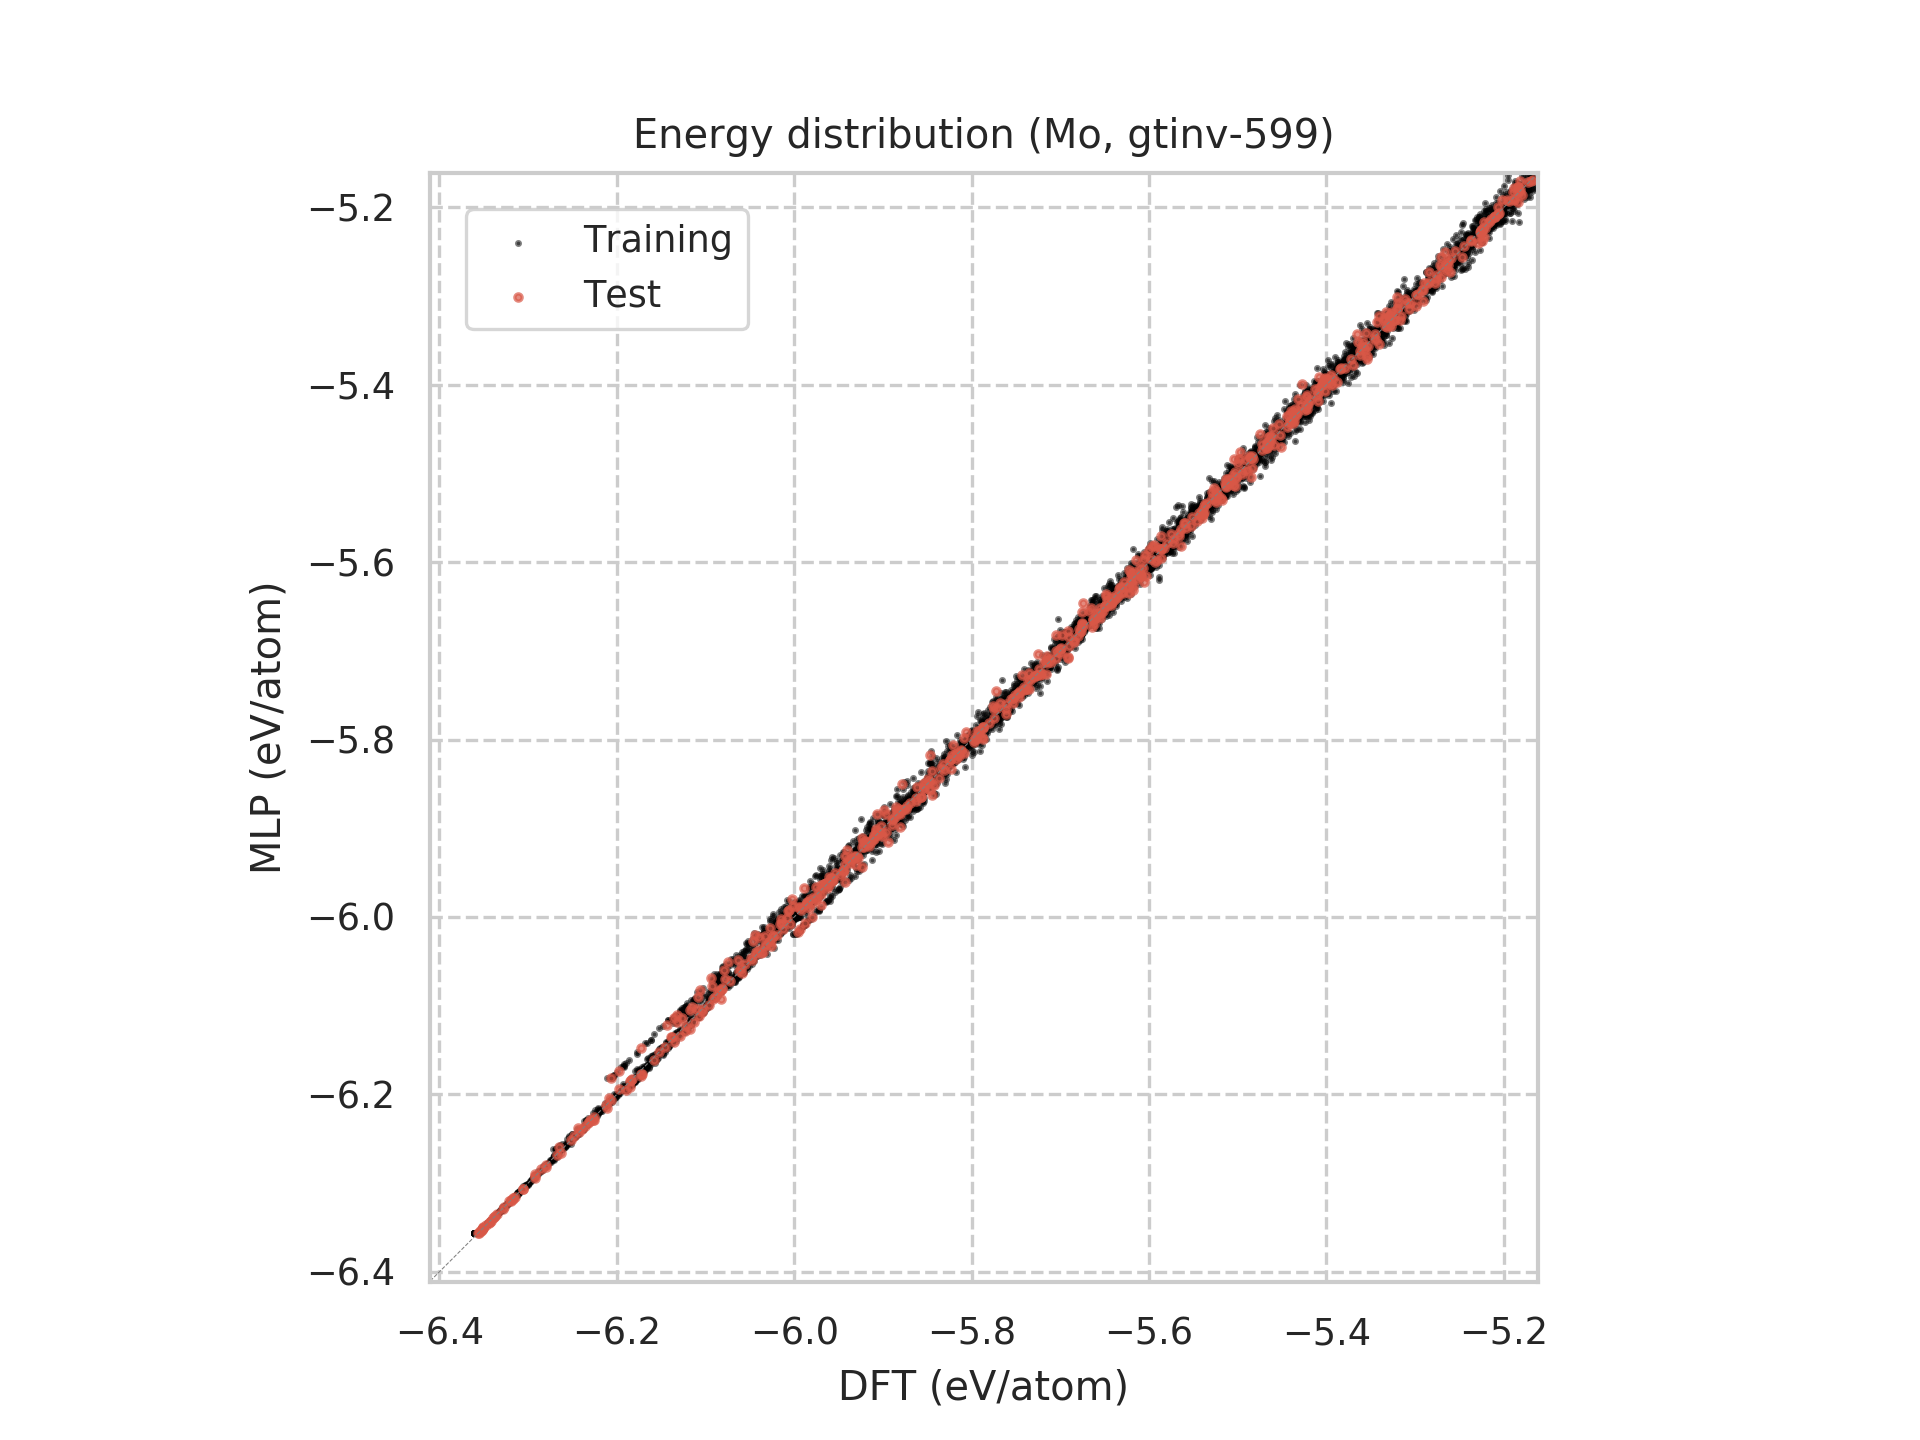 Energy distribution (Mo, gtinv-599)
Training
Test
MLP (eV/atom)
−5.2
−5.4
−5.6
−5.8
−6.0
−6.2
−6.4
−6.4 −6.2 −6.0 −5.8 −5.6 −5.4 −5.2
DFT (eV/atom)